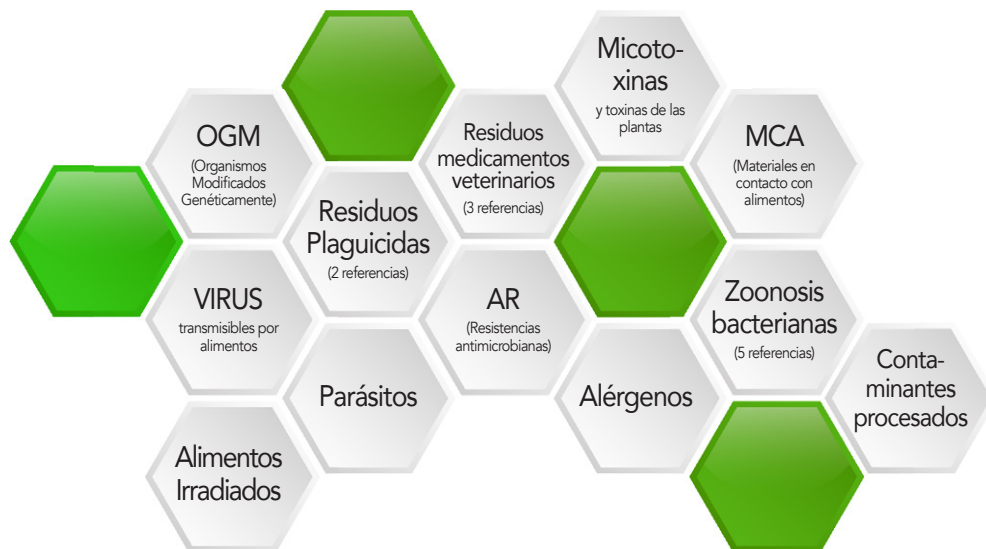 Micoto-
xinas
y toxinas de las
plantas
OGM
(Organismos
Modificados
Genéticamente)
Residuos
medicamentos
veterinarios
(3 referencias)
MCA
(Materiales en
contacto con
alimentos)
Residuos
Plaguicidas
(2 referencias)
VIRUS
transmisibles por
alimentos
AR
(Resistencias
antimicrobianas)
Zoonosis
bacterianas
(5 referencias)
Parásitos
Alérgenos
Conta-
minantes
procesados
Alimentos
Irradiados